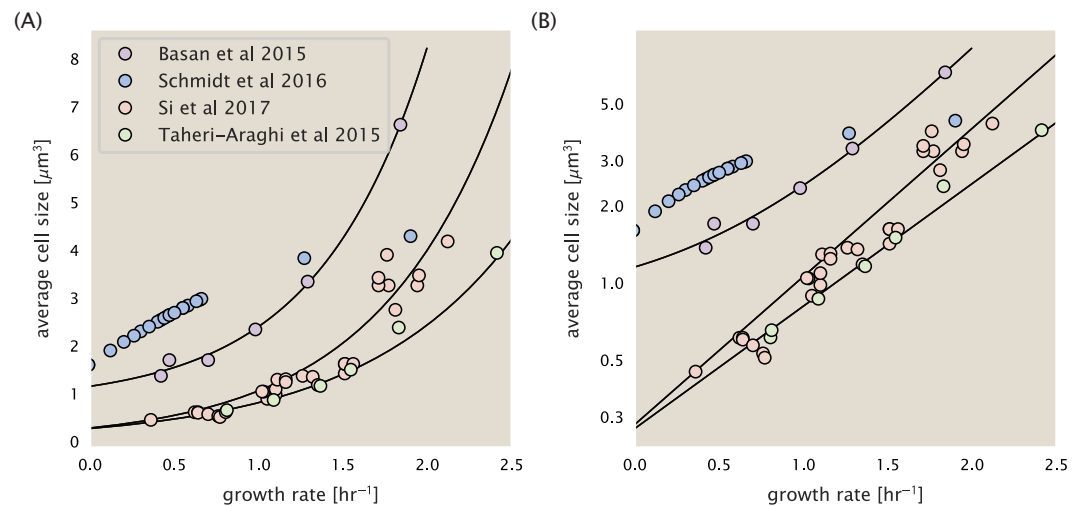 (A)
Basan et al 2015
Schmidt et al 2016
Si et al 2017
Taheri–Araghi et al 2015
average cell size [μm³]
8
7
6
5
4
3
2
1
0
0.0 0.5 1.0 1.5 2.0 2.5
growth rate [hr⁻¹]
(B)
average cell size [μm³]
5.0
3.0
2.0
1.0
0.5
0.3
0.0 0.5 1.0 1.5 2.0 2.5
growth rate [hr⁻¹]